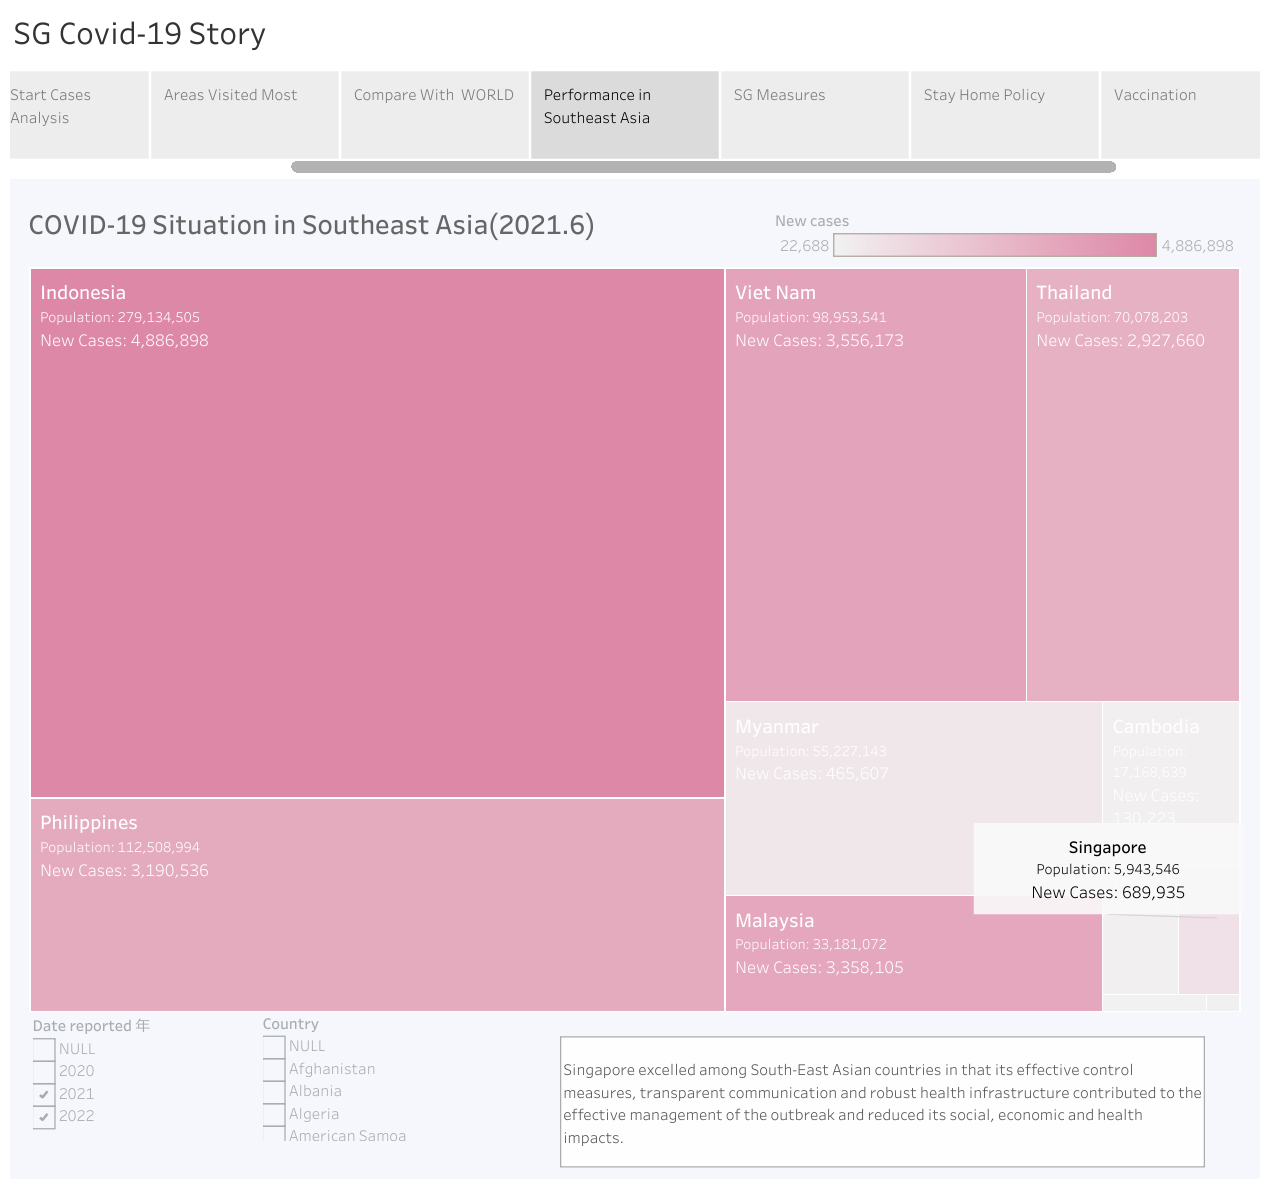 SG Covid-19 Story
Start Cases
Analysis
Areas Visited Most
Compare With  WORLD
Performance in
Southeast Asia
SG Measures
Stay Home Policy
Vaccination
COVID-19 Situation in Southeast Asia(2021.6)
New cases
22,688
4,886,898
Indonesia
Population: 279,134,505
New Cases: 4,886,898
Viet Nam
Population: 98,953,541
New Cases: 3,556,173
Thailand
Population: 70,078,203
New Cases: 2,927,660
Philippines
Population: 112,508,994
New Cases: 3,190,536
Myanmar
Population: 55,227,143
New Cases: 465,607
Cambodia
Population:
17,168,639
New Cases:
130,223
Singapore
Population: 5,943,546
New Cases: 689,935
Malaysia
Population: 33,181,072
New Cases: 3,358,105
Date reported 年
NULL
2020
2021
2022
Country
NULL
Afghanistan
Albania
Algeria
American Samoa
Singapore excelled among South-East Asian countries in that its effective control
measures, transparent communication and robust health infrastructure contributed to the
effective management of the outbreak and reduced its social, economic and health
impacts.